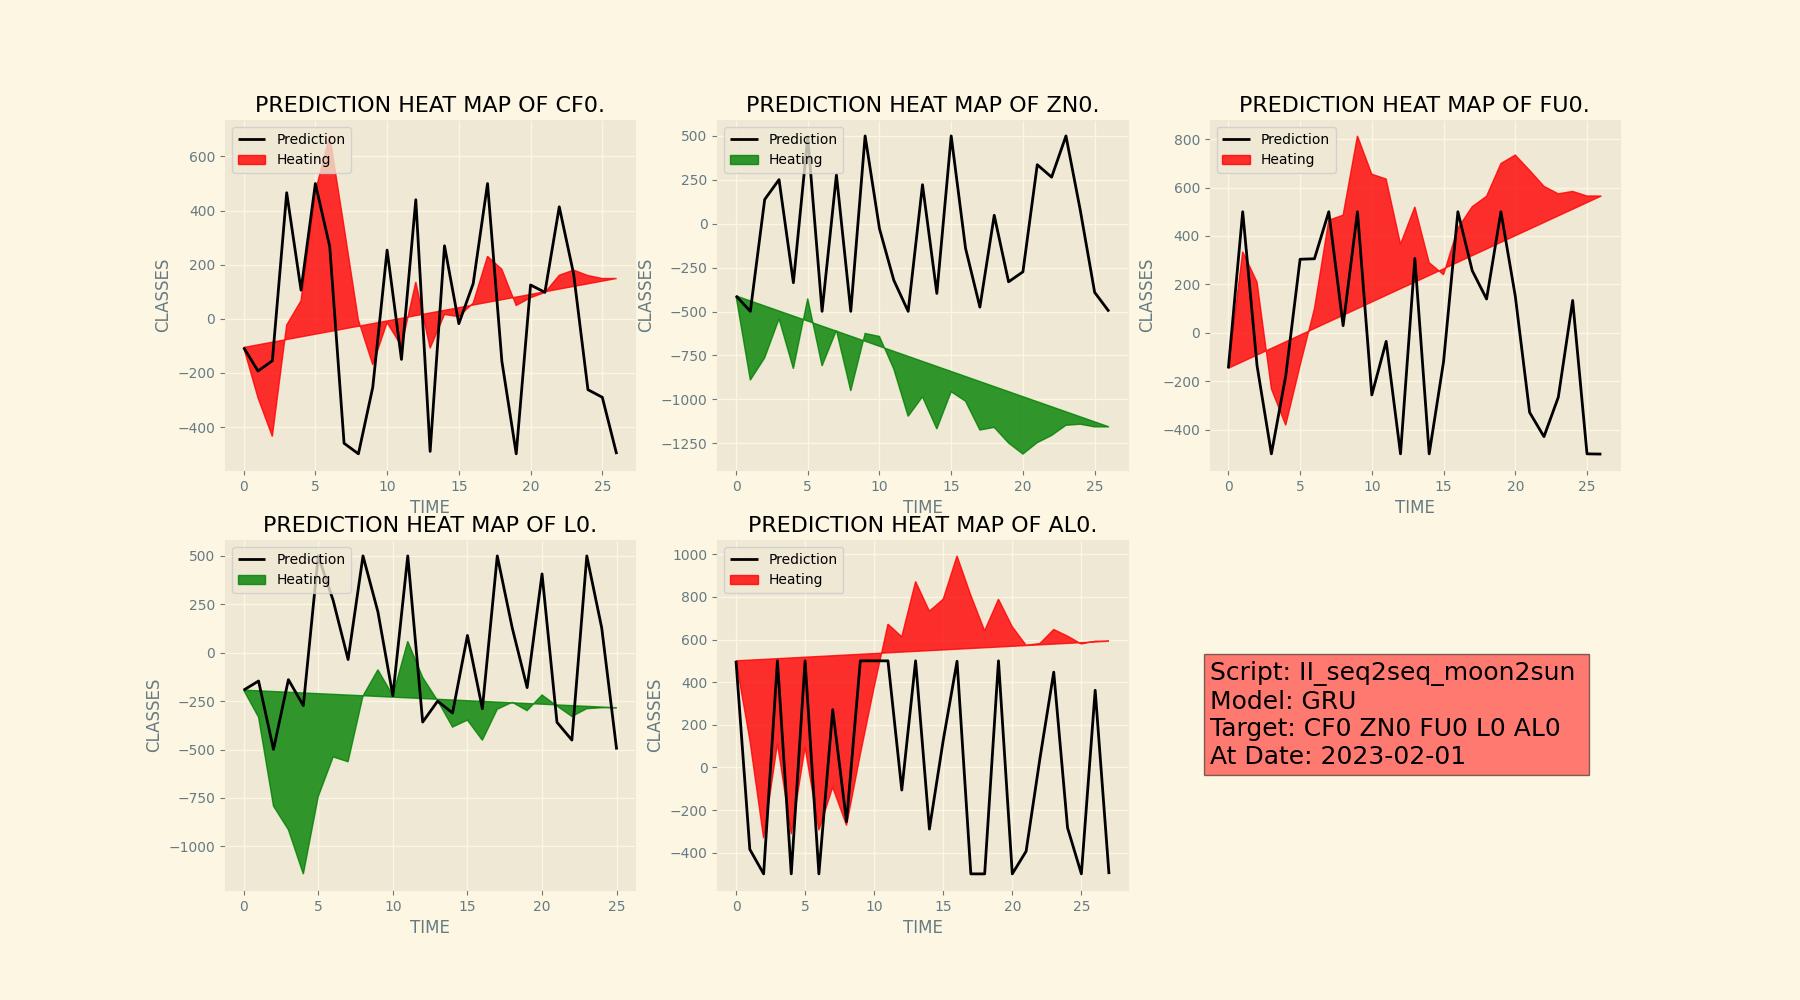 PREDICTION HEAT MAP OF CF0.
Prediction
Heating
600
400
200
0
−200
−400
CLASSES
0 5 10 15 20 25
TIME
PREDICTION HEAT MAP OF ZN0.
Prediction
Heating
500
250
0
−250
−500
−750
−1000
−1250
CLASSES
0 5 10 15 20 25
TIME
PREDICTION HEAT MAP OF FU0.
Prediction
Heating
800
600
400
200
0
−200
−400
CLASSES
0 5 10 15 20 25
TIME
PREDICTION HEAT MAP OF L0.
Prediction
Heating
500
250
0
−250
−500
−750
−1000
CLASSES
0 5 10 15 20 25
TIME
PREDICTION HEAT MAP OF AL0.
Prediction
Heating
1000
800
600
400
200
0
−200
−400
CLASSES
0 5 10 15 20 25
TIME
Script: II_seq2seq_moon2sun
Model: GRU
Target: CF0 ZN0 FU0 L0 AL0
At Date: 2023-02-01